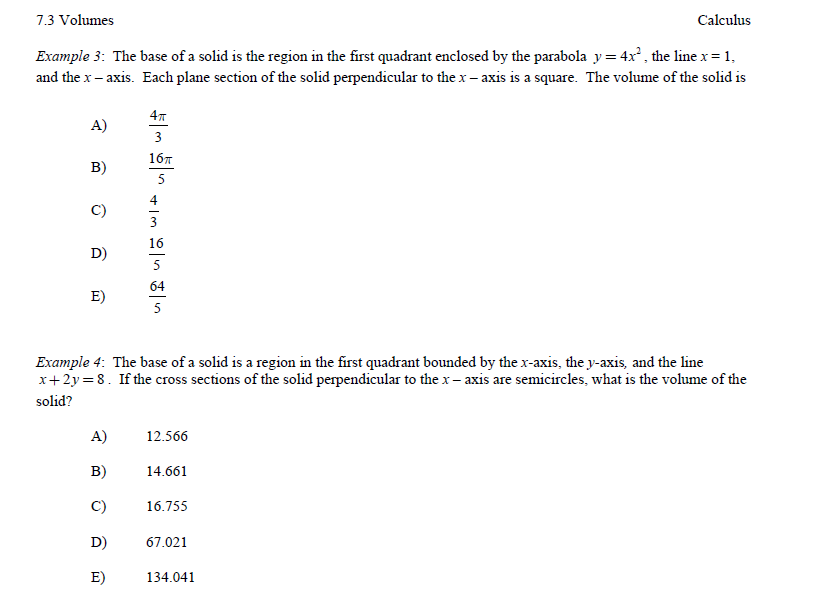 7.3 Volumes Calculus
Example 3: The base of a solid is the region in the first quadrant enclosed by the parabola y = 4x², the line x = 1,
and the x – axis. Each plane section of the solid perpendicular to the x – axis is a square. The volume of the solid is
A) 4π/3
B) 16π/5
C) 4/3
D) 16/5
E) 64/5
Example 4: The base of a solid is a region in the first quadrant bounded by the x-axis, the y-axis, and the line
x + 2y = 8. If the cross sections of the solid perpendicular to the x – axis are semicircles, what is the volume of the
solid?
A) 12.566
B) 14.661
C) 16.755
D) 67.021
E) 134.041